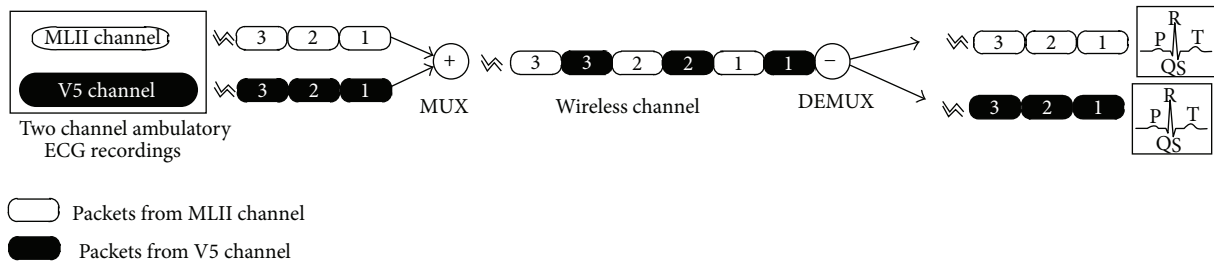 MLII channel
3 2 1
V5 channel
3 2 1
Two channel ambulatory
ECG recordings
+
MUX
3 3 2 2 1 1
Wireless channel
−
DEMUX
3 2 1
R
P T
QS
3 2 1
R
P T
QS
Packets from MLII channel
Packets from V5 channel